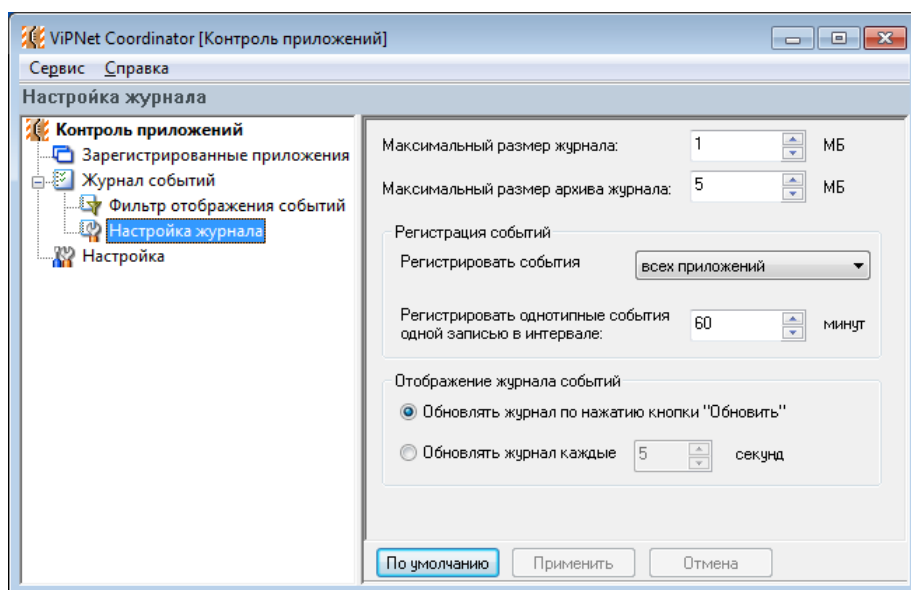 ViPNet Coordinator [Контроль приложений]
Сервис Справка
Настройка журнала
Контроль приложений
Зарегистрированные приложения
Журнал событий
Фильтр отображения событий
Настройка журнала
Настройка
Максимальный размер журнала: 1 МБ
Максимальный размер архива журнала: 5 МБ
Регистрация событий
Регистрировать события всех приложений
Регистрировать однотипные события
одной записью в интервале: 60 минут
Отображение журнала событий
Обновлять журнал по нажатию кнопки "Обновить"
Обновлять журнал каждые 5 секунд
По умолчанию Применить Отмена